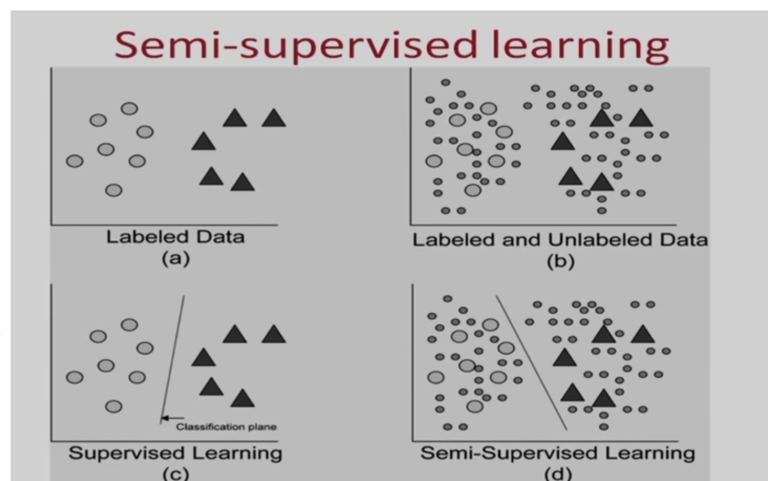 Semi-supervised learning
Labeled Data
(a)
Labeled and Unlabeled Data
(b)
Classification plane
Supervised Learning
(c)
Semi-Supervised Learning
(d)